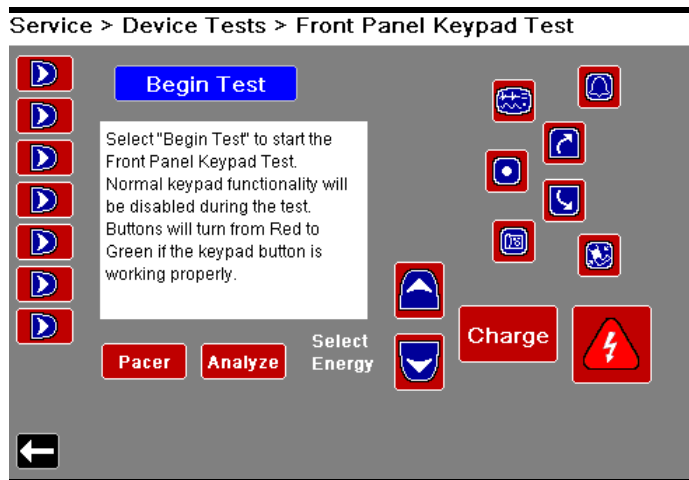 Service > Device Tests > Front Panel Keypad Test
Begin Test
Select "Begin Test" to start the
Front Panel Keypad Test.
Normal keypad functionality will
be disabled during the test.
Buttons will turn from Red to
Green if the keypad button is
working properly.
Pacer
Analyze
Select
Energy
Charge